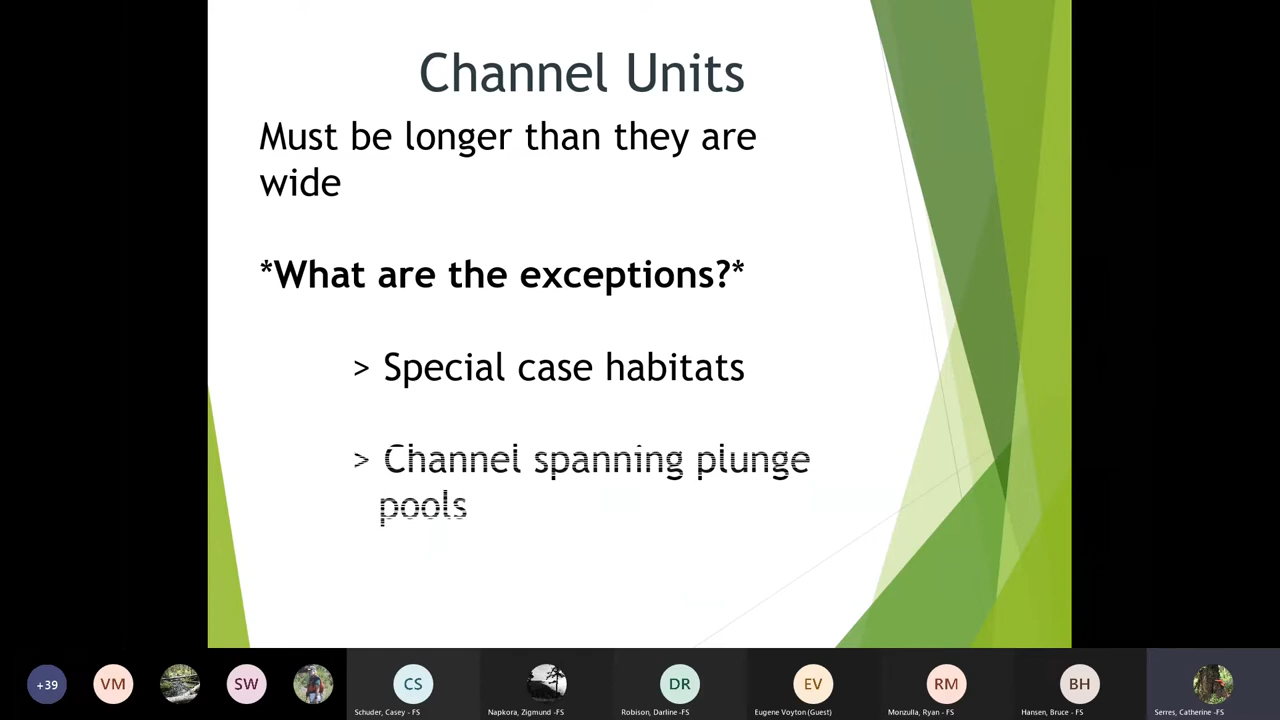 Channel Units
Must be longer than they are
wide
*What are the exceptions?*
> Special case habitats
> Channel spanning plunge
pools
+39
VM
SW
CS
DR
EV
RM
BH
Schuder, Casey - FS
Napkora, Zigmund -FS
Robison, Darline -FS
Eugene Voyton (Guest)
Monzulla, Ryan - FS
Hansen, Bruce - FS
Serres, Catherine -FS